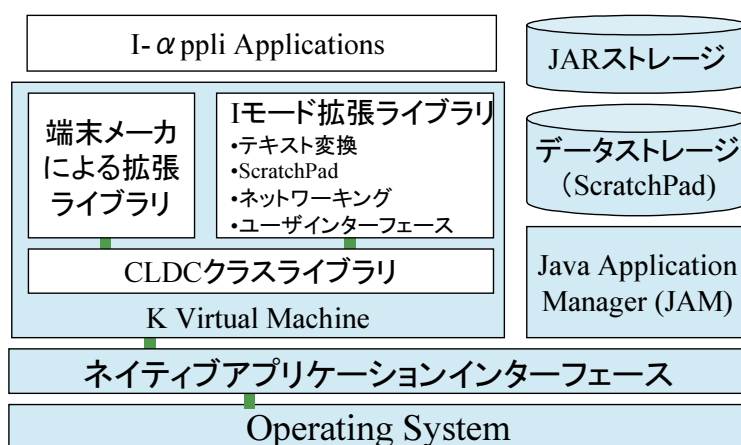 I-αppli Applications
端末メーカ
による拡張
ライブラリ
Iモード拡張ライブラリ
•テキスト変換
•ScratchPad
•ネットワーキング
•ユーザインターフェース
CLDCクラスライブラリ
K Virtual Machine
JARストレージ
データストレージ
（ScratchPad)
Java Application
Manager (JAM)
ネイティブアプリケーションインターフェース
Operating System